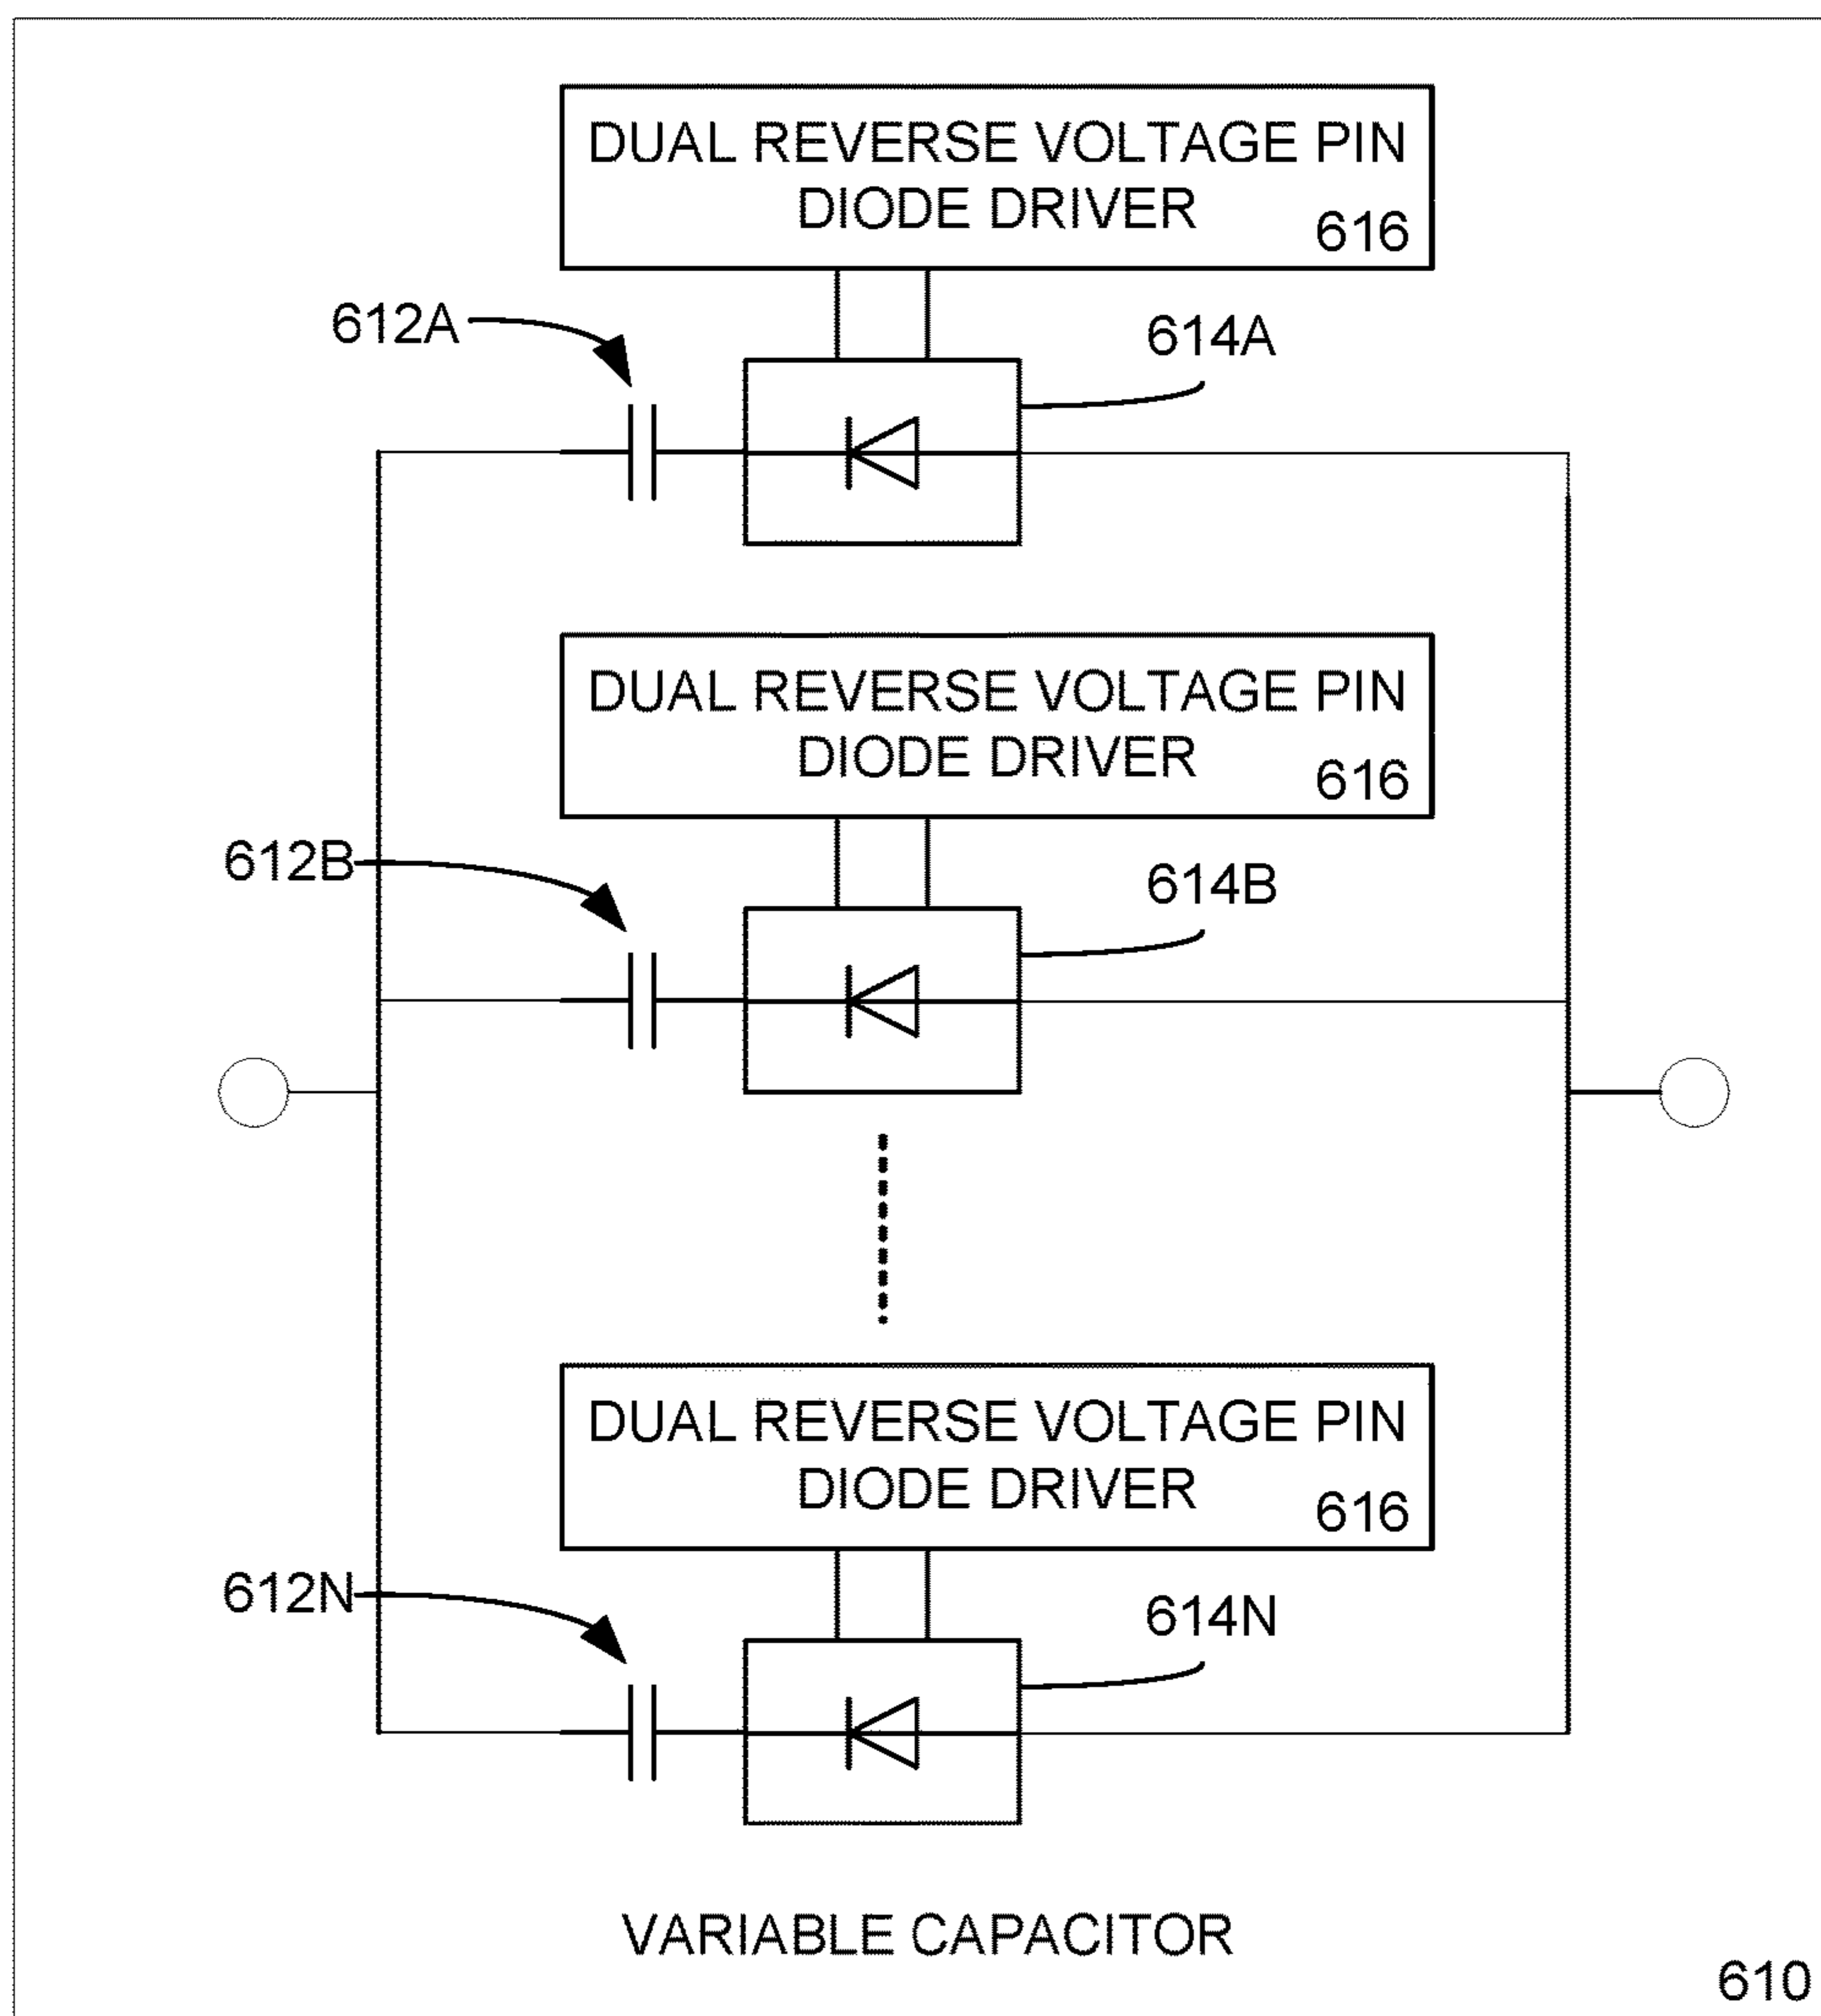 DUAL REVERSE VOLTAGE PIN
DIODE DRIVER
616
612A
614A
DUAL REVERSE VOLTAGE PIN
DIODE DRIVER
616
612B
614B
DUAL REVERSE VOLTAGE PIN
DIODE DRIVER
616
612N
614N
VARIABLE CAPACITOR
610